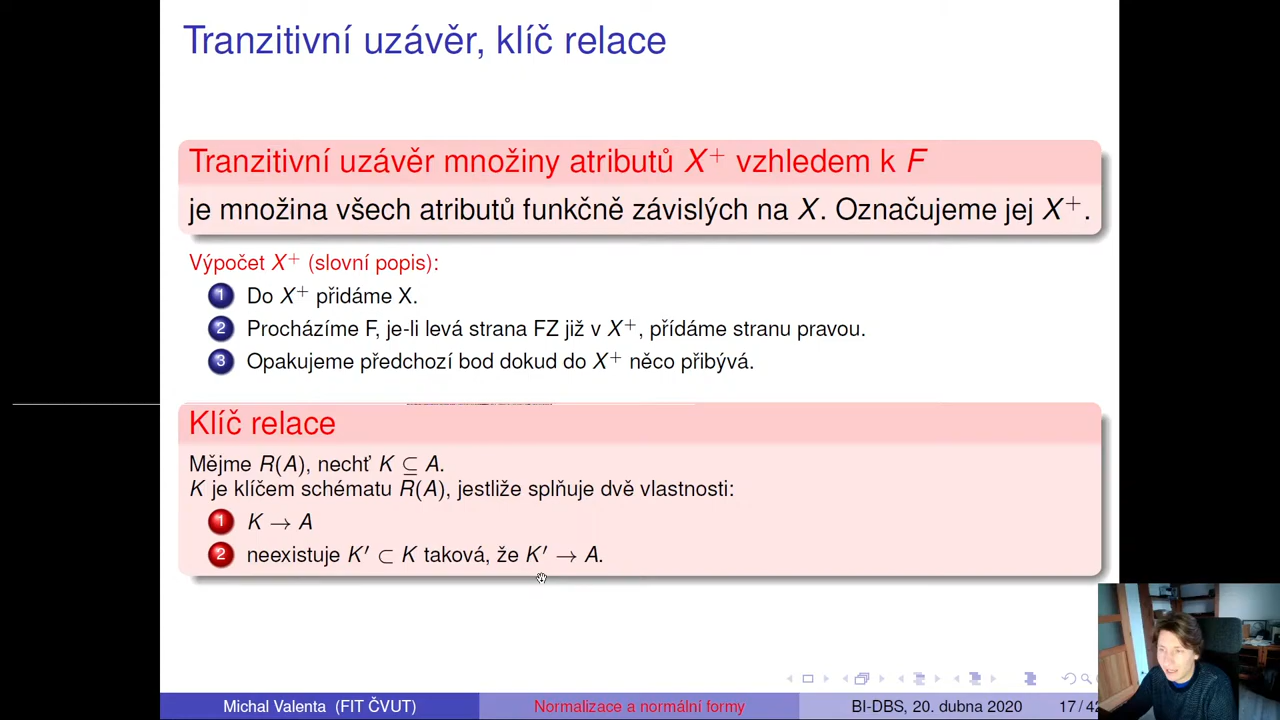 Tranzitivní uzávěr, klíč relace
Tranzitivní uzávěr množiny atributů X⁺ vzhledem k F
je množina všech atributů funkčně závislých na X. Označujeme jej X⁺.
Výpočet X⁺ (slovní popis):
1 Do X⁺ přidáme X.
2 Procházíme F, je-li levá strana FZ již v X⁺, přídáme stranu pravou.
3 Opakujeme předchozí bod dokud do X⁺ něco přibývá.
Klíč relace
Mějme R(A), nechť K ⊆ A.
K je klíčem schématu R(A), jestliže splňuje dvě vlastnosti:
1 K → A
2 neexistuje K′ ⊂ K taková, že K′ → A.
Michal Valenta (FIT ČVUT) Normalizace a normální formy BI-DBS, 20. dubna 2020 17 / 42